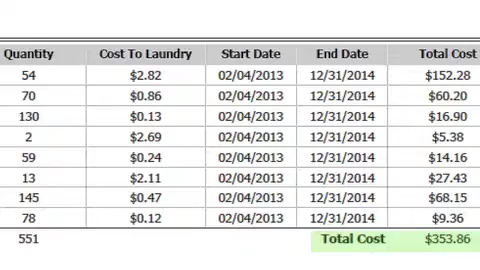 Quantity Cost To Laundry Start Date End Date Total Cost
54 $2.82 02/04/2013 12/31/2014 $152.28
70 $0.86 02/04/2013 12/31/2014 $60.20
130 $0.13 02/04/2013 12/31/2014 $16.90
2 $2.69 02/04/2013 12/31/2014 $5.38
59 $0.24 02/04/2013 12/31/2014 $14.16
13 $2.11 02/04/2013 12/31/2014 $27.43
145 $0.47 02/04/2013 12/31/2014 $68.15
78 $0.12 02/04/2013 12/31/2014 $9.36
551 Total Cost $353.86